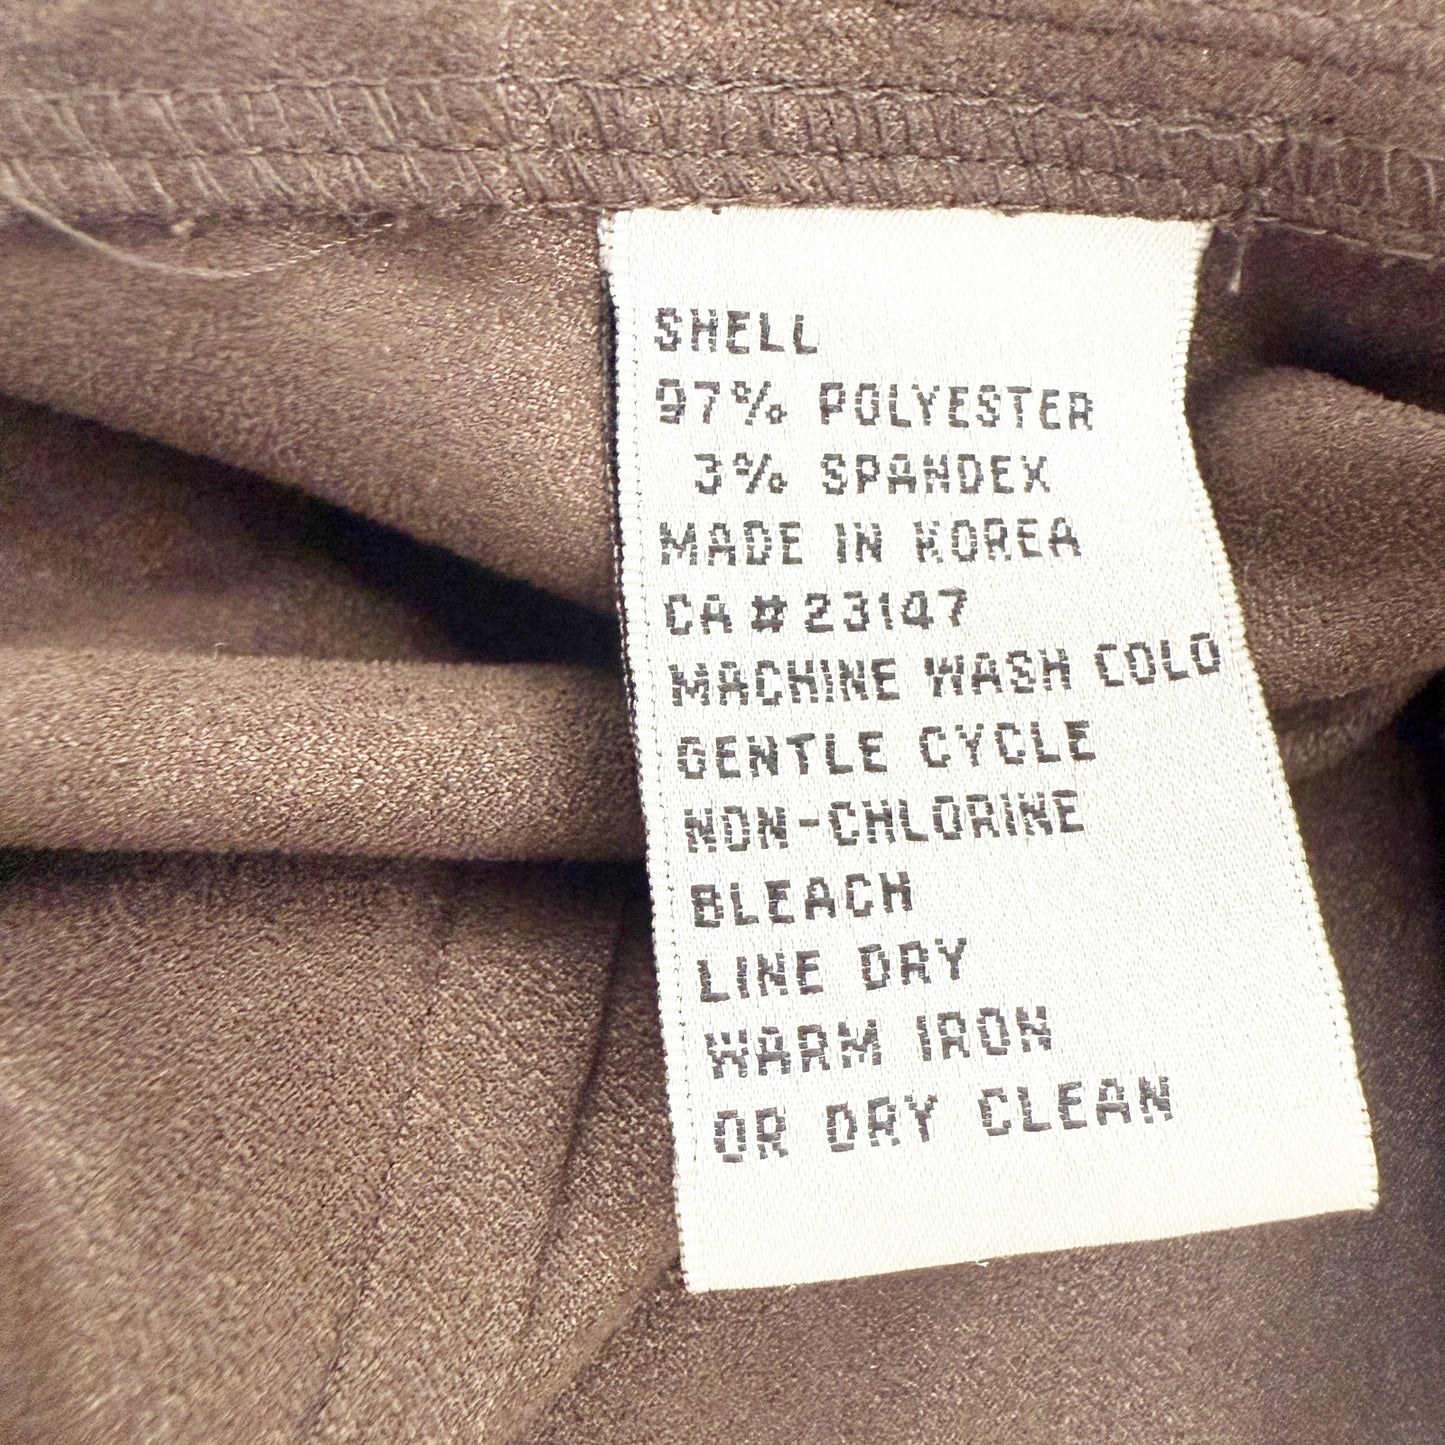 SHELL
97% POLYESTER
3% SPANDEX
MADE IN KOREA
CA#23147
MACHINE WASH COLD
GENTLE CYCLE
NON-CHLORINE
BLEACH
LINE DRY
WARM IRON
OR DRY CLEAN